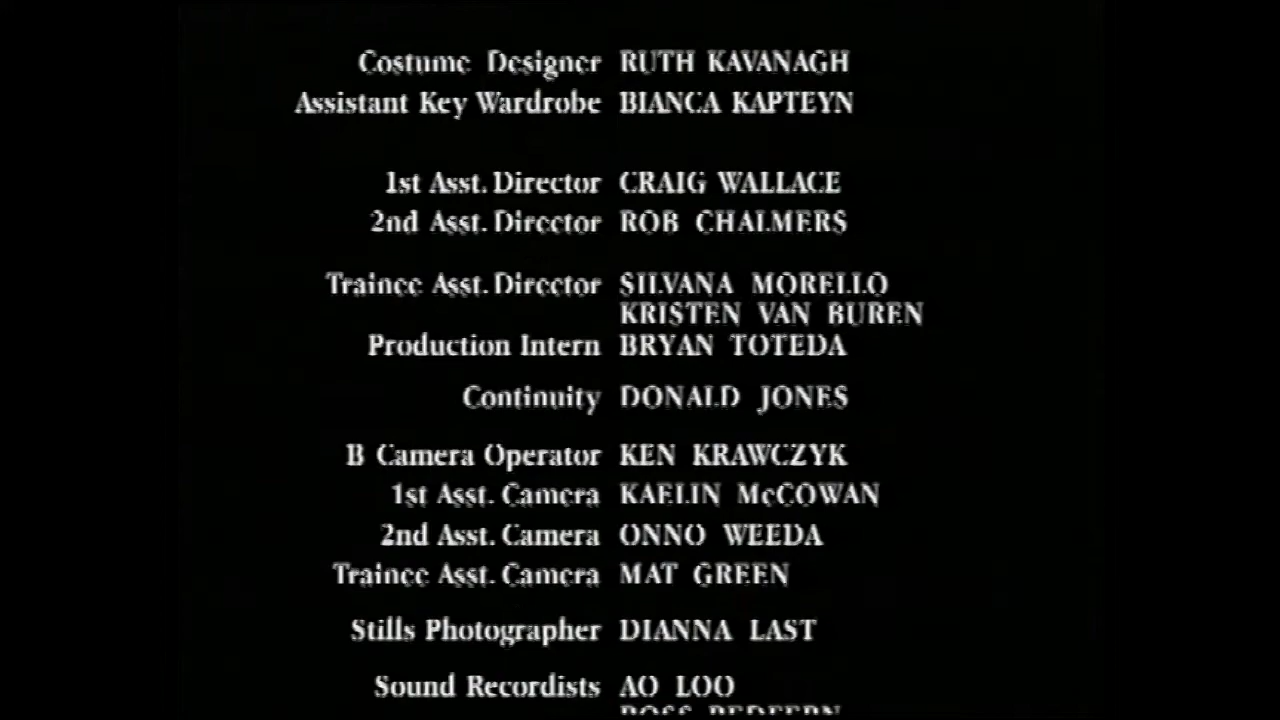 Costume Designer RUTH KAVANAGH
Assistant Key Wardrobe BIANCA KAPTEYN
1st Asst. Director CRAIG WALLACE
2nd Asst. Director ROB CHALMERS
Trainee Asst. Director SILVANA MORELLO
KRISTEN VAN BUREN
Production Intern BRYAN TOTEDA
Continuity DONALD JONES
B Camera Operator KEN KRAWCZYK
1st Asst. Camera KAELIN McCOWAN
2nd Asst. Camera ONNO WEEDA
Trainee Asst. Camera MAT GREEN
Stills Photographer DIANNA LAST
Sound Recordists AO LOO